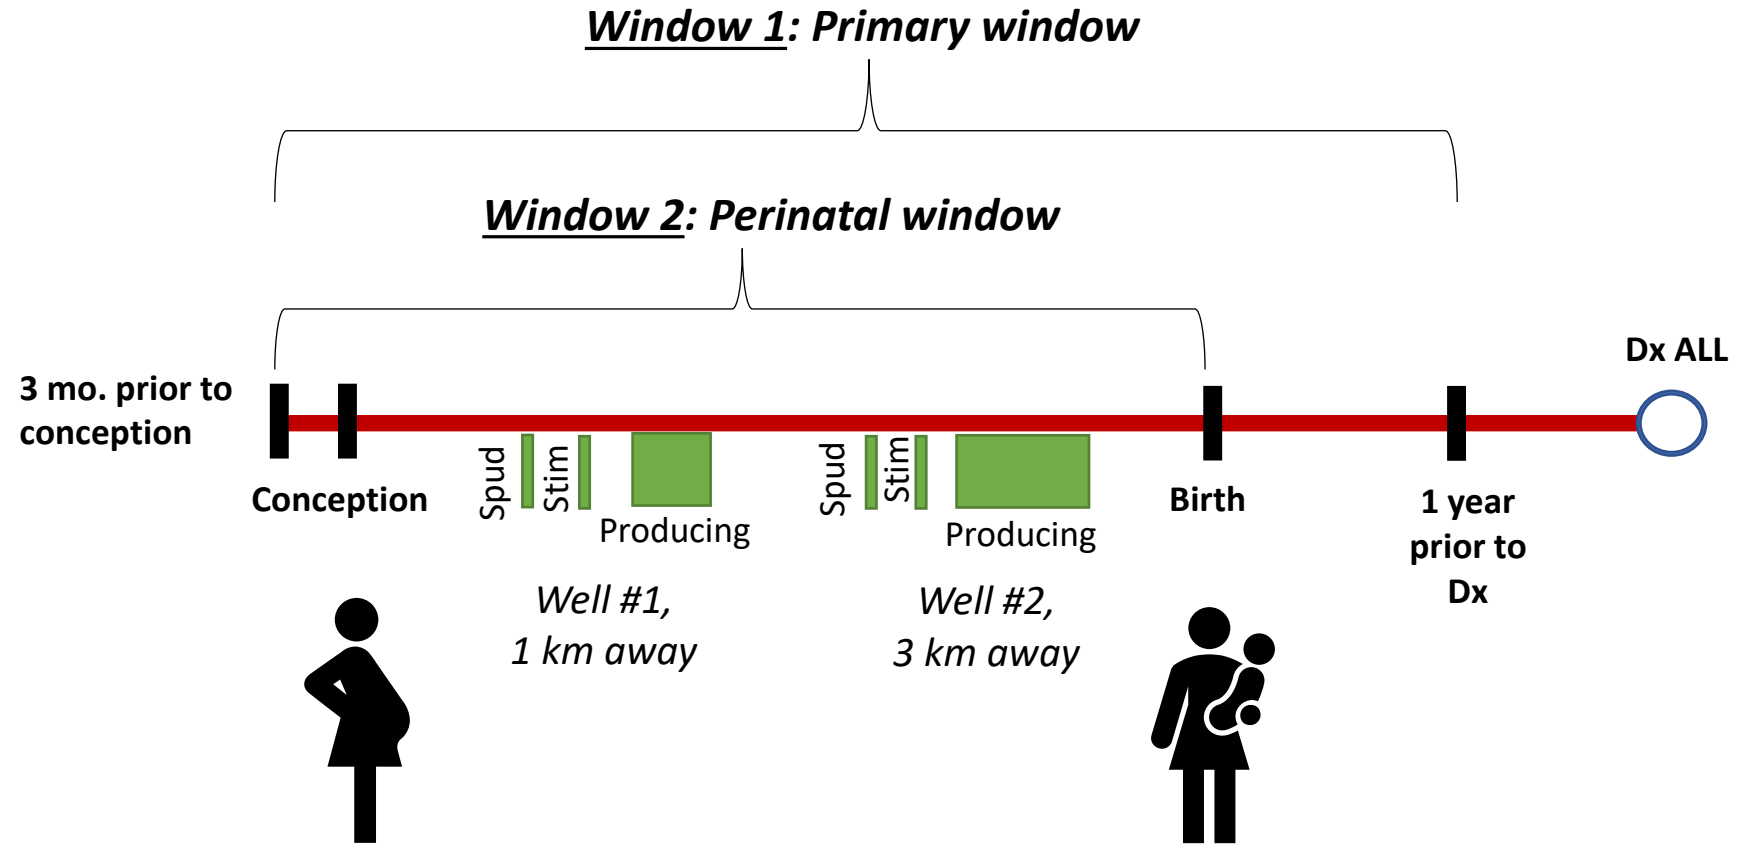 Window 1: Primary window
Window 2: Perinatal window
Dx ALL
3 mo. prior to
conception
Conception
Spud
Stim
Producing
Well #1,
1 km away
Spud
Stim
Producing
Well #2,
3 km away
Birth
1 year
prior to
Dx